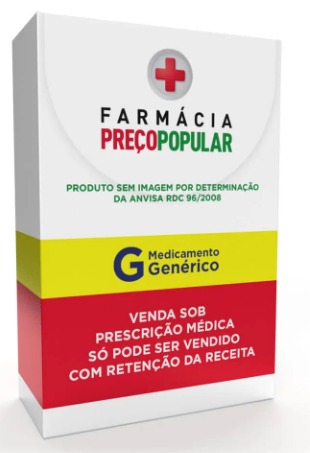 FARMÁCIA
PREÇOPOPULAR
PRODUTO SEM IMAGEM POR DETERMINAÇÃO
DA ANVISA RDC 96/2008
G Medicamento
Genérico
VENDA SOB
PRESCRIÇÃO MÉDICA
SÓ PODE SER VENDIDO
COM RETENÇÃO DA RECEITA